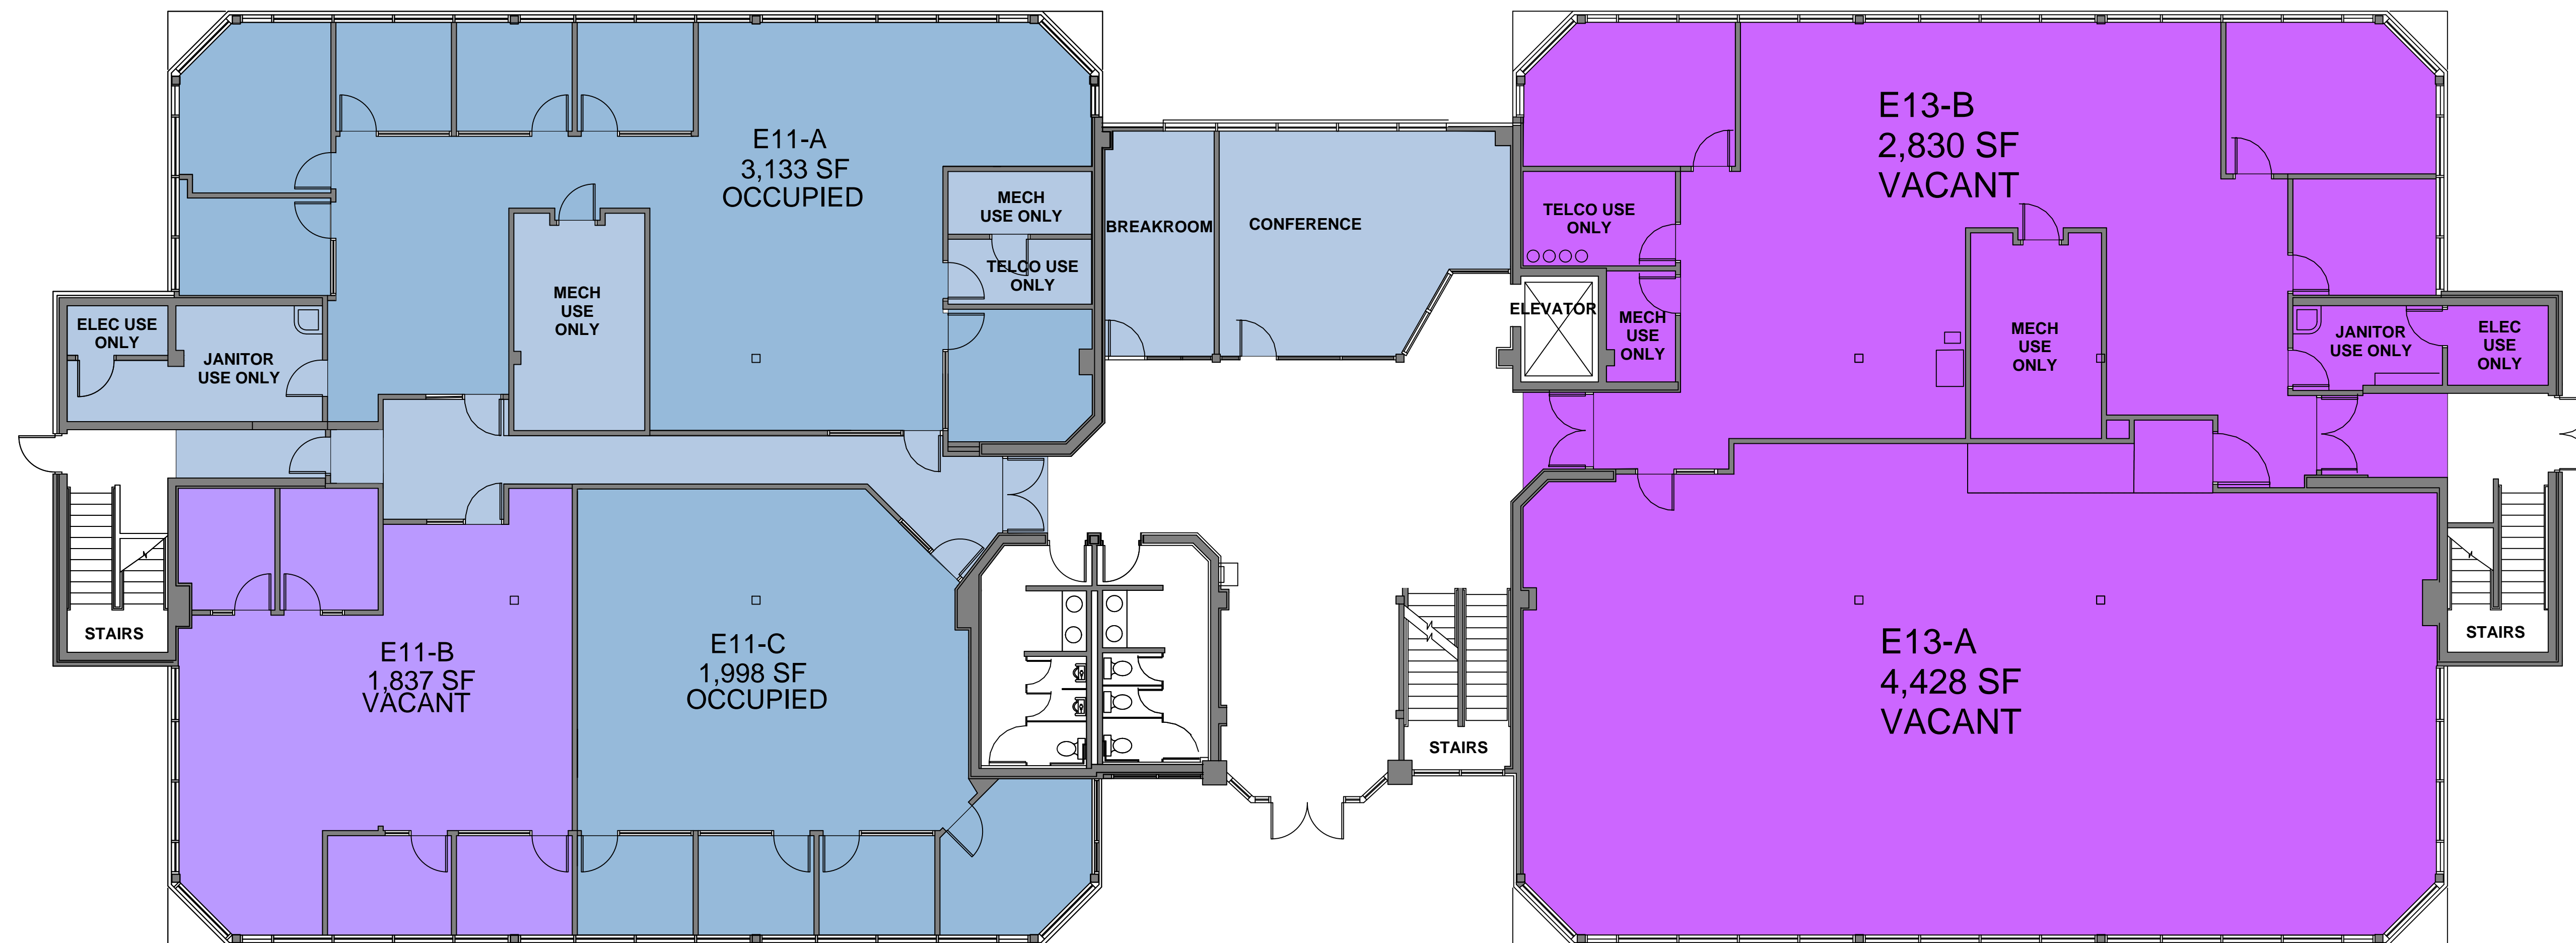 E11-A
3,133 SF
OCCUPIED
MECH
USE ONLY
TELCO USE
ONLY
MECH
USE
ONLY
ELEC USE
ONLY
JANITOR
USE ONLY
STAIRS
E11-B
1,837 SF
VACANT
E11-C
1,998 SF
OCCUPIED
BREAKROOM
CONFERENCE
ELEVATOR
STAIRS
E13-B
2,830 SF
VACANT
TELCO USE
ONLY
MECH
USE
ONLY
MECH
USE
ONLY
JANITOR
USE ONLY
ELEC
USE
ONLY
E13-A
4,428 SF
VACANT
STAIRS